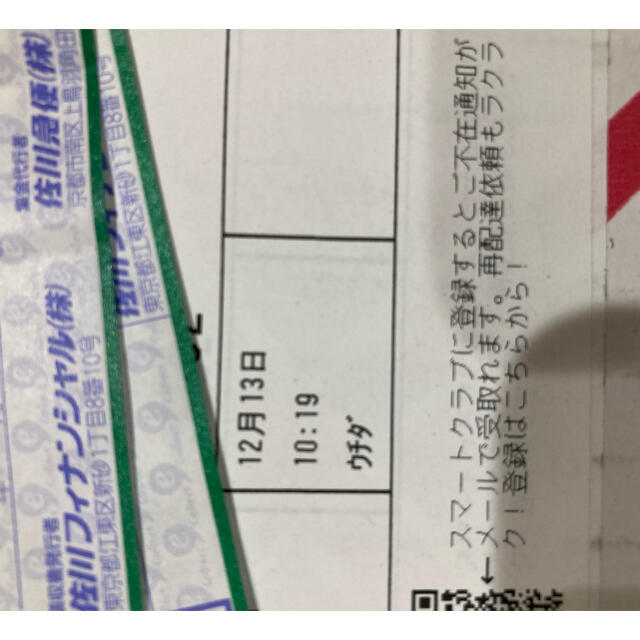 集金代行者
佐川急便(株)
京都市南区上鳥羽角田
佐川フィナン
東京都江東区新砂1丁目8番10号
領収書発行者
佐川フィナンシャル(株)
東京都江東区新砂1丁目8番10号
12月13日
10:19
ウチダ
スマートクラブに登録するとご不在通知が
←メールで受取れます。再配達依頼もラクラ
ク!登録はこちらから!